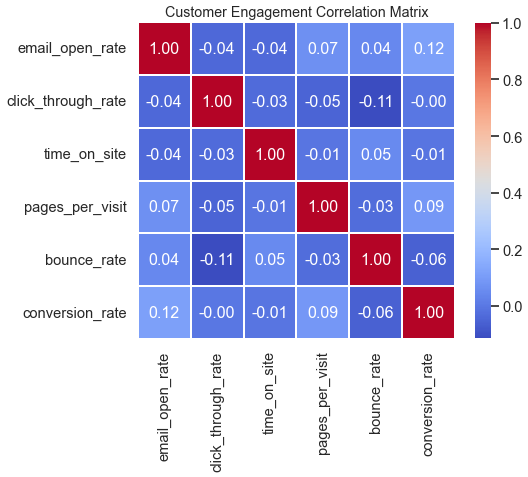 Customer Engagement Correlation Matrix
email_open_rate 1.00 -0.04 -0.04 0.07 0.04 0.12
click_through_rate -0.04 1.00 -0.03 -0.05 -0.11 -0.00
time_on_site -0.04 -0.03 1.00 -0.01 0.05 -0.01
pages_per_visit 0.07 -0.05 -0.01 1.00 -0.03 0.09
bounce_rate 0.04 -0.11 0.05 -0.03 1.00 -0.06
conversion_rate 0.12 -0.00 -0.01 0.09 -0.06 1.00
email_open_rate
click_through_rate
time_on_site
pages_per_visit
bounce_rate
conversion_rate
1.0
0.8
0.6
0.4
0.2
0.0